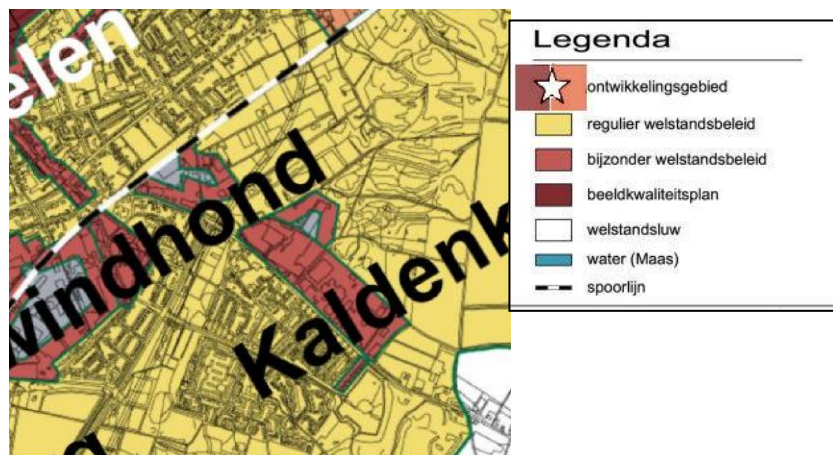 elen
windhond
Kaldenk
g
Legenda
ontwikkelingsgebied
regulier welstandsbeleid
bijzonder welstandsbeleid
beeldkwaliteitsplan
welstandsluw
water (Maas)
spoorlijn